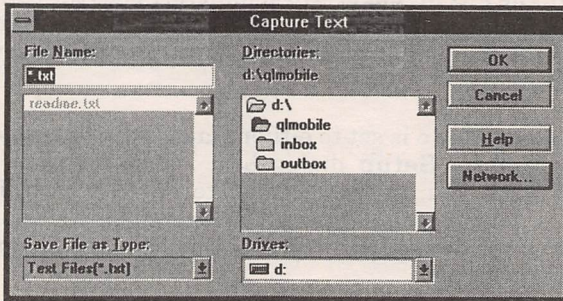 Capture Text
File Name:
*.txt
readme.txt
Save File as Type:
Text Files(*.txt)
Directories:
d:\qlmobile
d:\
qlmobile
inbox
outbox
Drives:
d:
OK
Cancel
Help
Network...